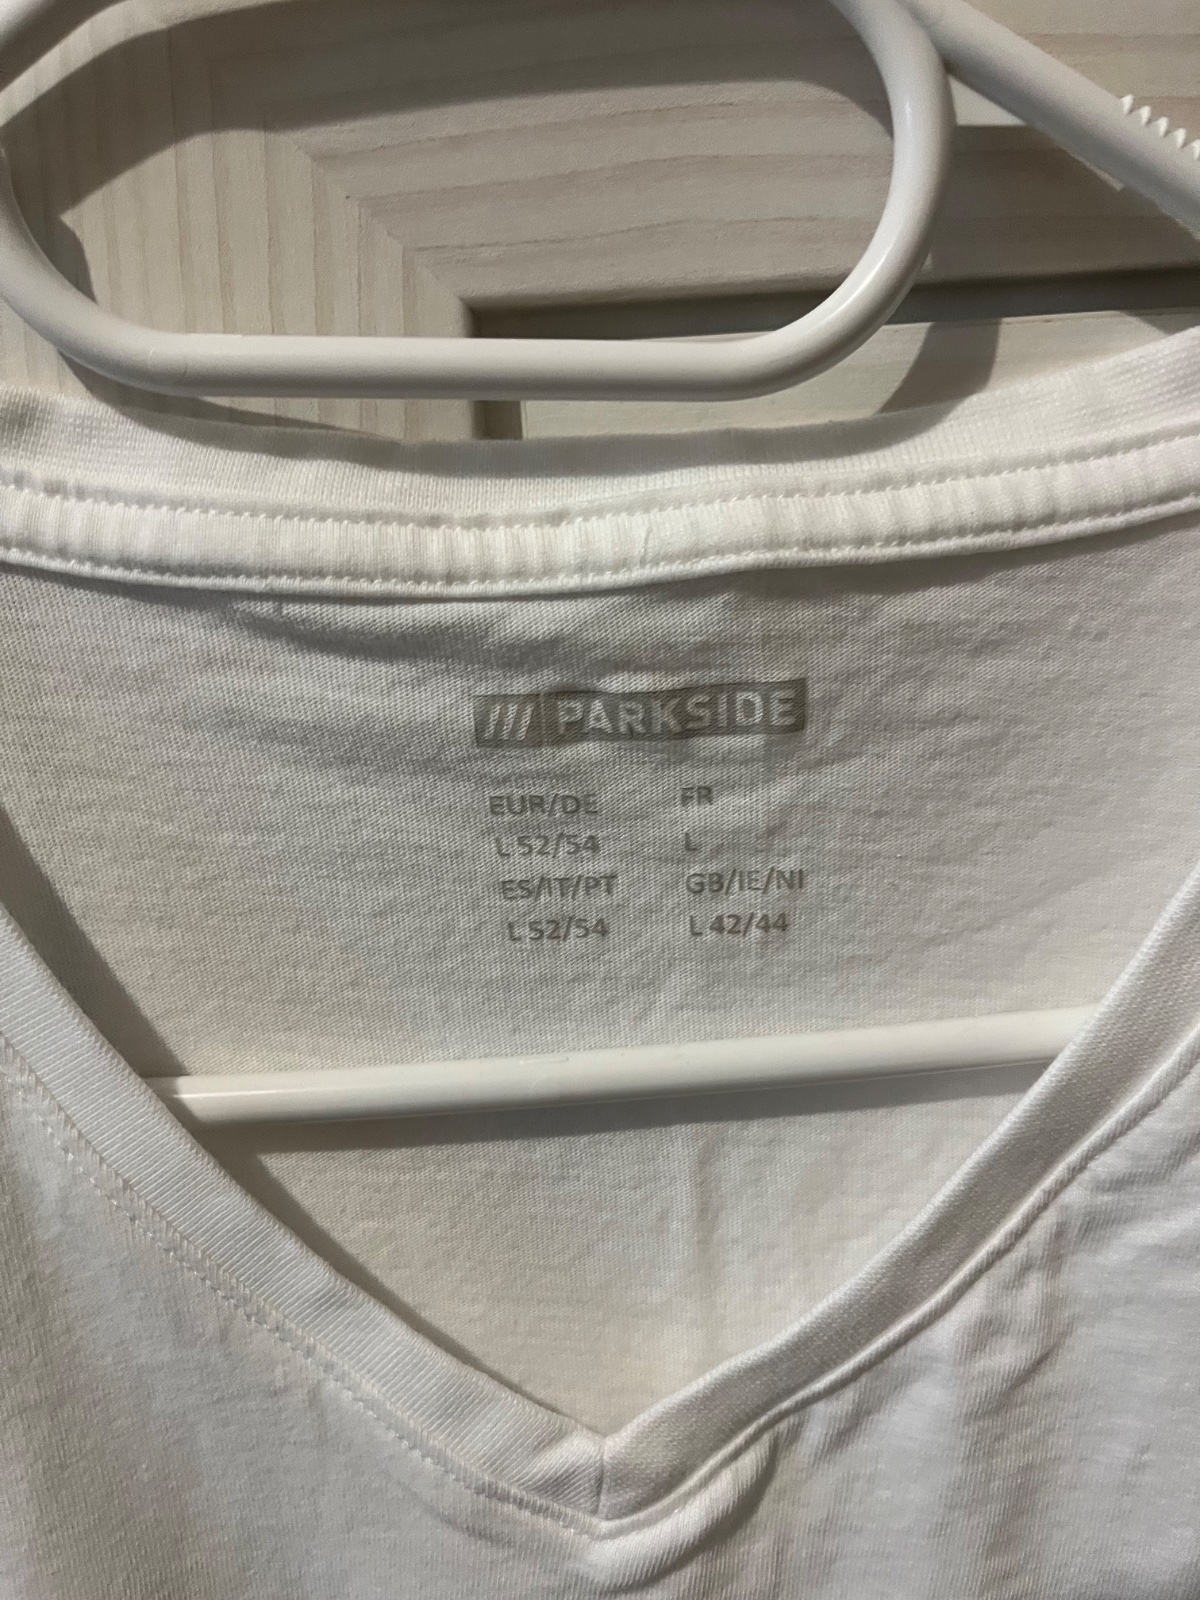 /// PARKSIDE
EUR/DE FR
L 52/54 L
ES/IT/PT GB/IE/NI
L 52/54 L 42/44